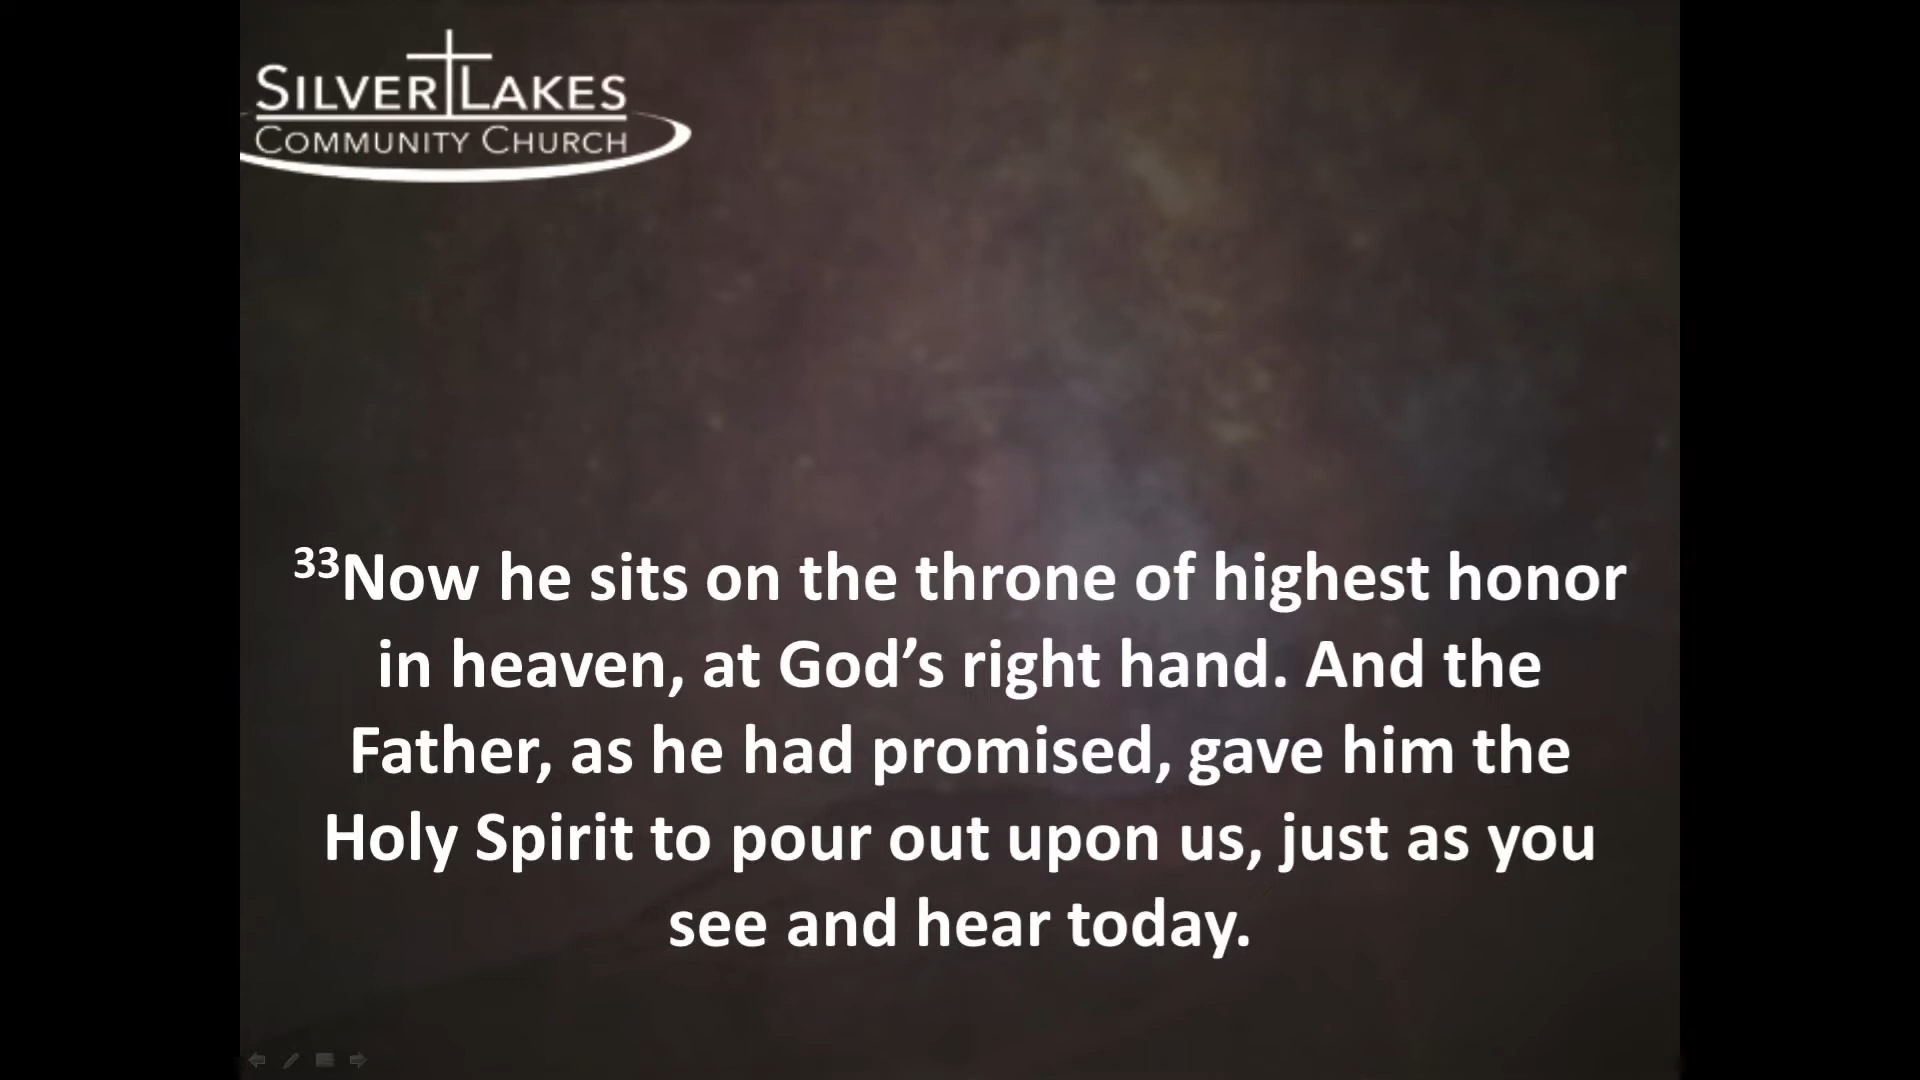 SILVER LAKES
COMMUNITY CHURCH
33Now he sits on the throne of highest honor
in heaven, at God’s right hand. And the
Father, as he had promised, gave him the
Holy Spirit to pour out upon us, just as you
see and hear today.